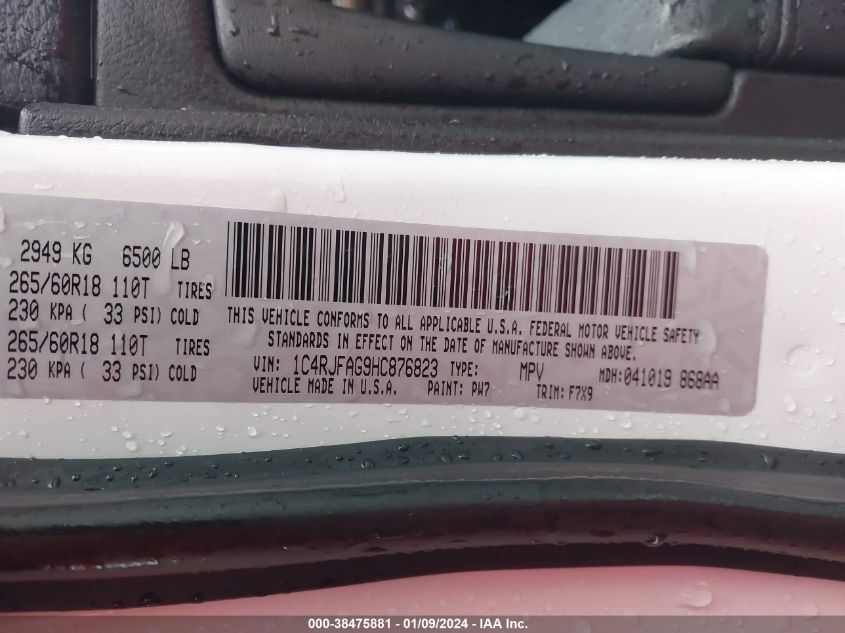 2949 KG 6500 LB
265/60R18 110T TIRES
230 KPA ( 33 PSI) COLD
265/60R18 110T TIRES
230 KPA ( 33 PSI) COLD
THIS VEHICLE CONFORMS TO ALL APPLICABLE U.S.A. FEDERAL MOTOR VEHICLE SAFETY
STANDARDS IN EFFECT ON THE DATE OF MANUFACTURE SHOWN ABOVE.
VIN: 1C4RJFAG9HC876823 TYPE: MPV MDH:041019 868AA
VEHICLE MADE IN U.S.A. PAINT: PW7 TRIM: F7X9
000-38475881 - 01/09/2024 - IAA Inc.